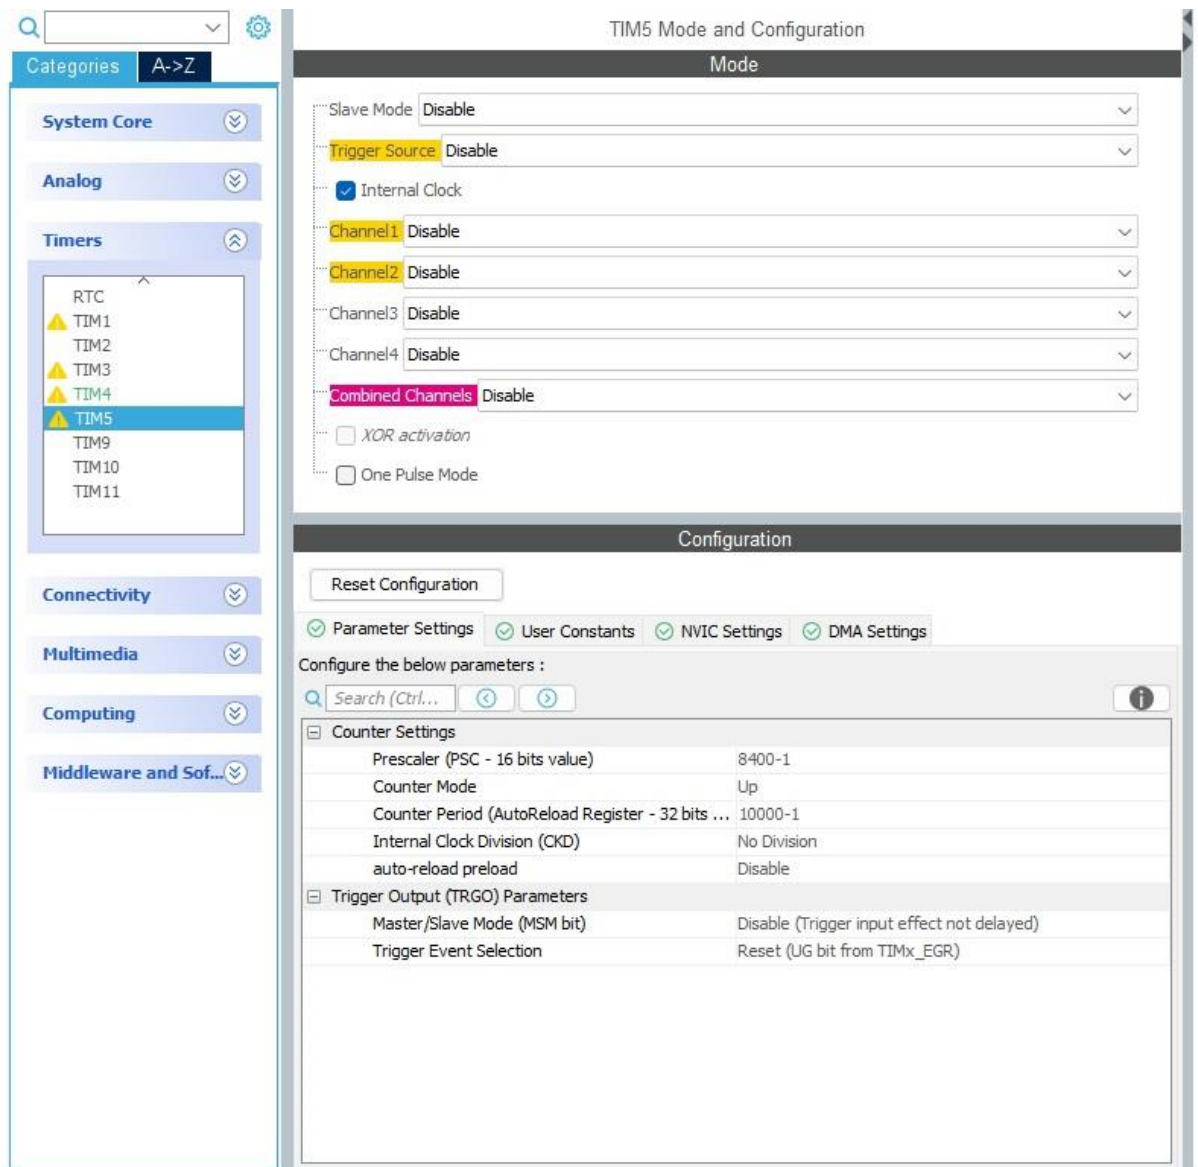 TIM5 Mode and Configuration
Categories A->Z
Mode
System Core
Analog
Timers
RTC
TIM1
TIM2
TIM3
TIM4
TIM5
TIM9
TIM10
TIM11
Connectivity
Multimedia
Computing
Middleware and Sof...
Slave Mode Disable
Trigger Source Disable
Internal Clock
Channel1 Disable
Channel2 Disable
Channel3 Disable
Channel4 Disable
Combined Channels Disable
XOR activation
One Pulse Mode
Configuration
Reset Configuration
Parameter Settings User Constants NVIC Settings DMA Settings
Configure the below parameters :
Search (Ctrl...
Counter Settings
Prescaler (PSC - 16 bits value) 8400-1
Counter Mode Up
Counter Period (AutoReload Register - 32 bits ... 10000-1
Internal Clock Division (CKD) No Division
auto-reload preload Disable
Trigger Output (TRGO) Parameters
Master/Slave Mode (MSM bit) Disable (Trigger input effect not delayed)
Trigger Event Selection Reset (UG bit from TIMx_EGR)